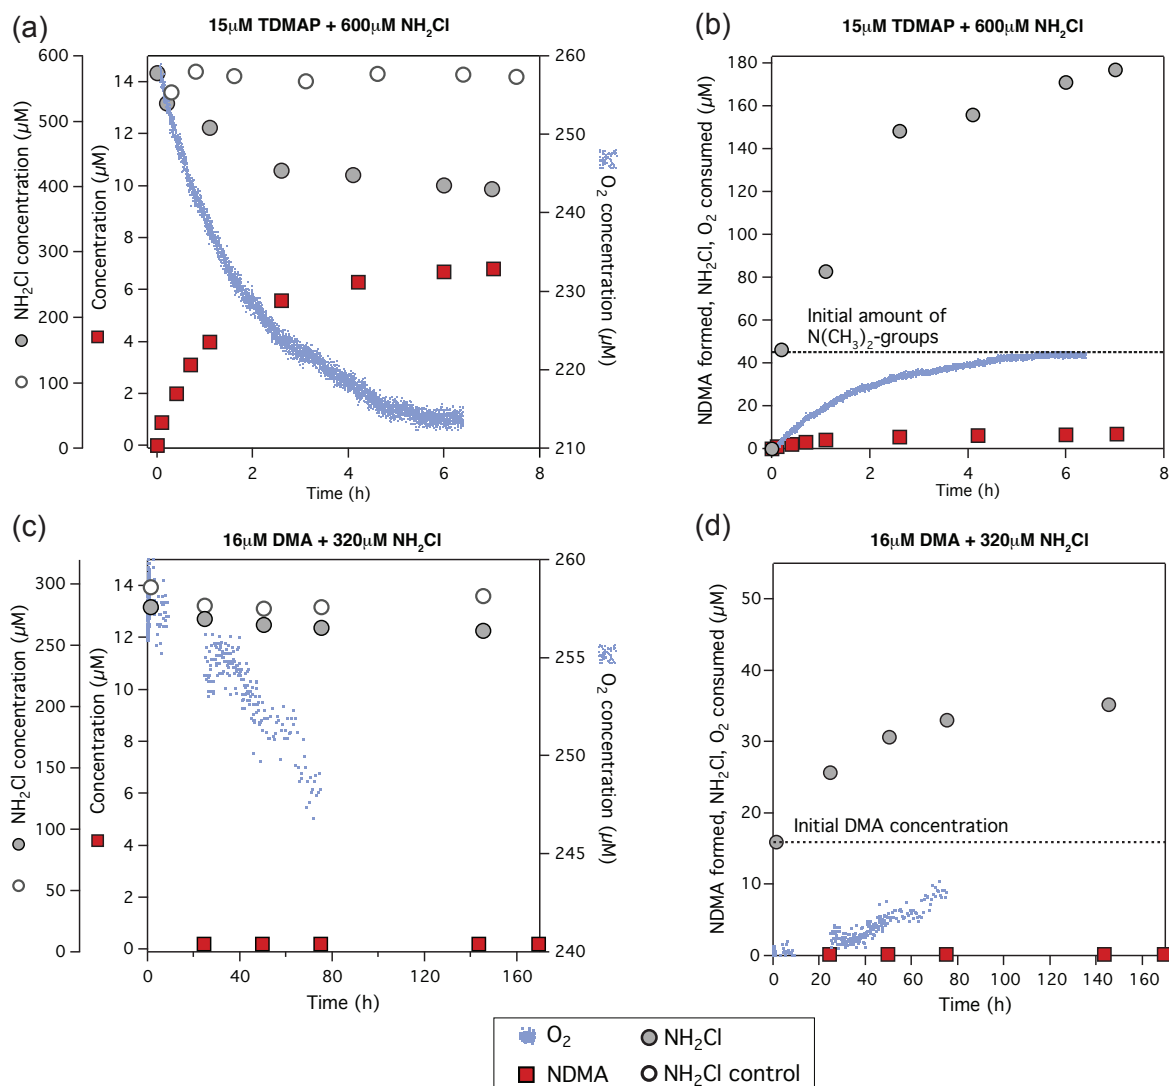 (a)
15μM TDMAP + 600μM NH₂Cl
NH₂Cl concentration (μM)
600
500
400
300
200
100
0
Concentration (μM)
14
12
10
8
6
4
2
0
260
250
240
230
220
210
O₂ concentration (μM)
0 2 4 6 8
Time (h)
(b)
15μM TDMAP + 600μM NH₂Cl
NDMA formed, NH₂Cl, O₂ consumed (μM)
180
160
140
120
100
80
60
40
20
0
Initial amount of
N(CH₃)₂-groups
0 2 4 6 8
Time (h)
(c)
16μM DMA + 320μM NH₂Cl
NH₂Cl concentration (μM)
300
250
200
150
100
50
0
Concentration (μM)
14
12
10
8
6
4
2
0
260
255
250
245
240
O₂ concentration (μM)
0 40 80 120 160
Time (h)
(d)
16μM DMA + 320μM NH₂Cl
NDMA formed, NH₂Cl, O₂ consumed (μM)
50
40
30
20
10
0
Initial DMA concentration
0 20 40 60 80 100 120 140 160
Time (h)
O₂ NH₂Cl
NDMA NH₂Cl control